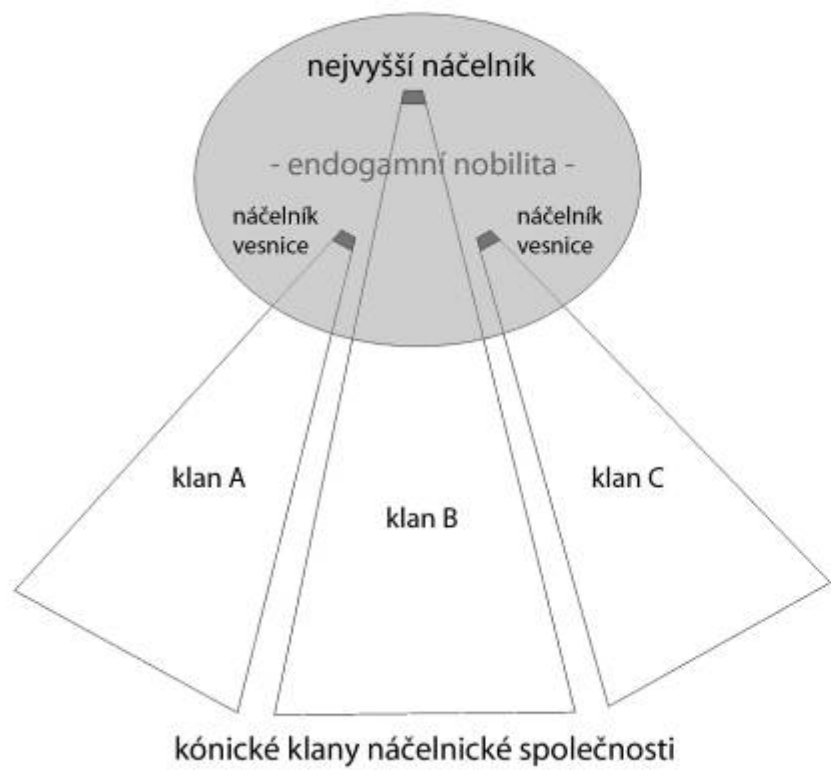 nejvyšší náčelník
- endogamní nobilita -
náčelník
vesnice
náčelník
vesnice
klan A
klan B
klan C
kónické klany náčelnické společnosti